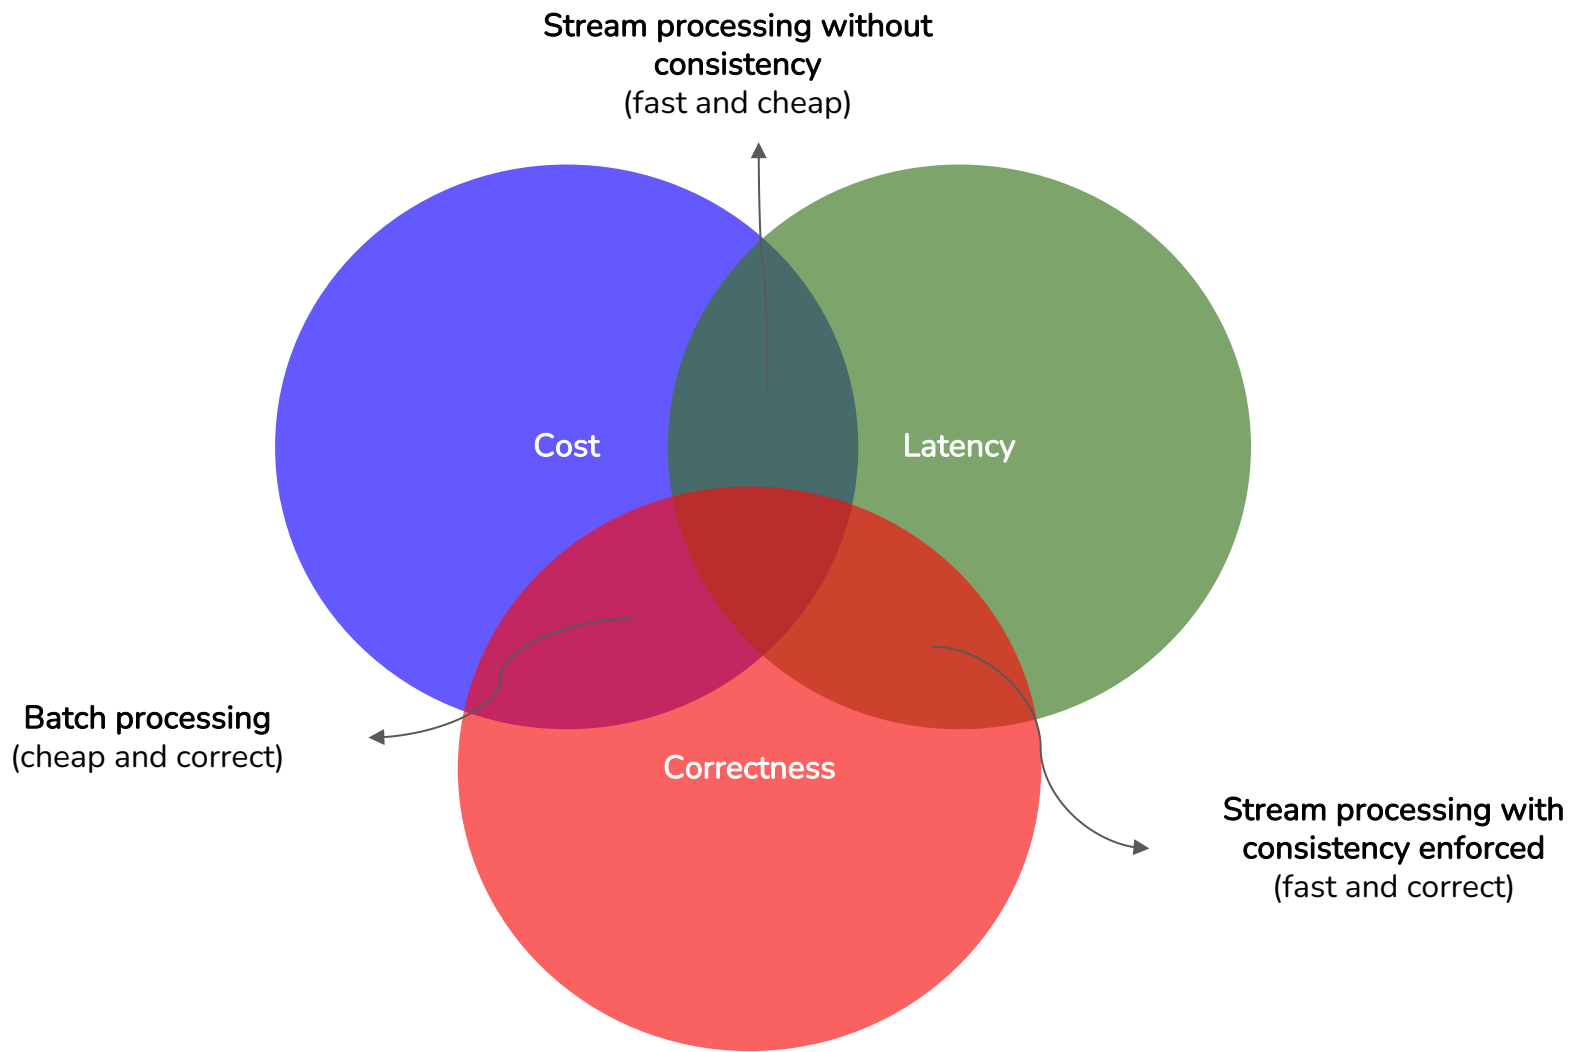 Stream processing without
consistency
(fast and cheap)
Cost
Latency
Batch processing
(cheap and correct)
Correctness
Stream processing with
consistency enforced
(fast and correct)